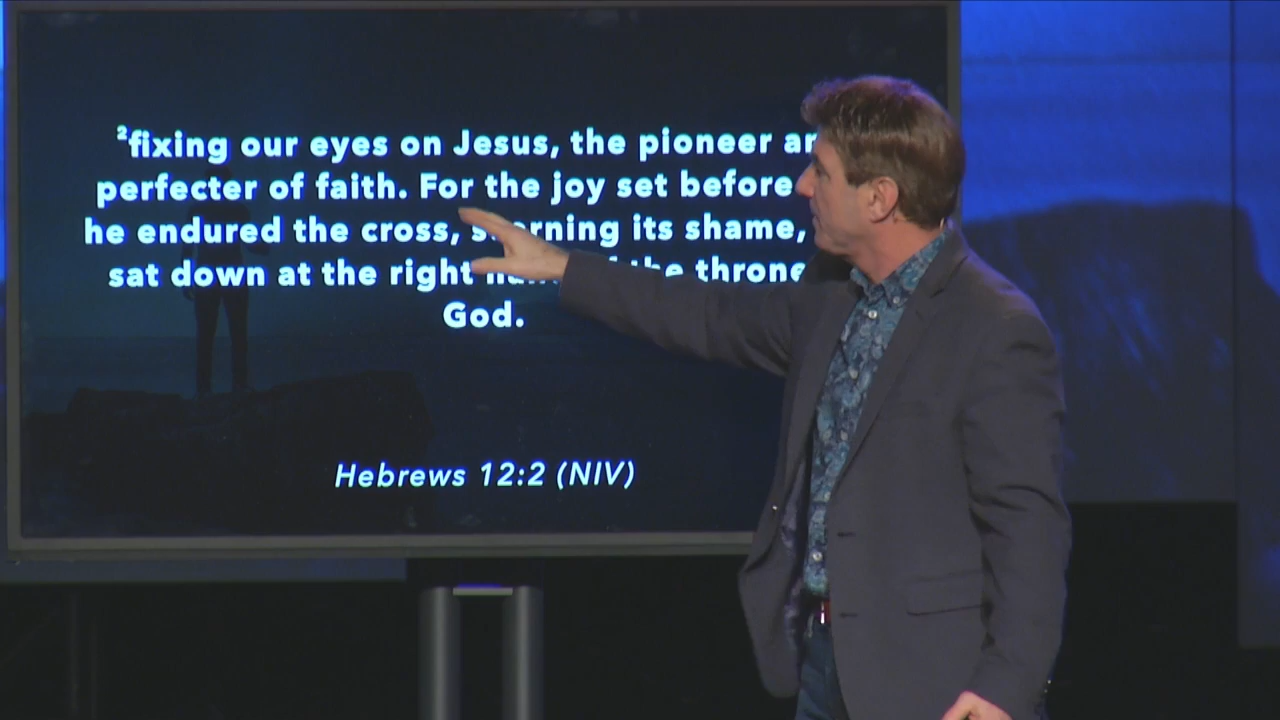 ²fixing our eyes on Jesus, the pioneer
perfecter of faith. For the joy set before
he endured the cross, its shame,
sat down at the right the throne
God.
Hebrews 12:2 (NIV)